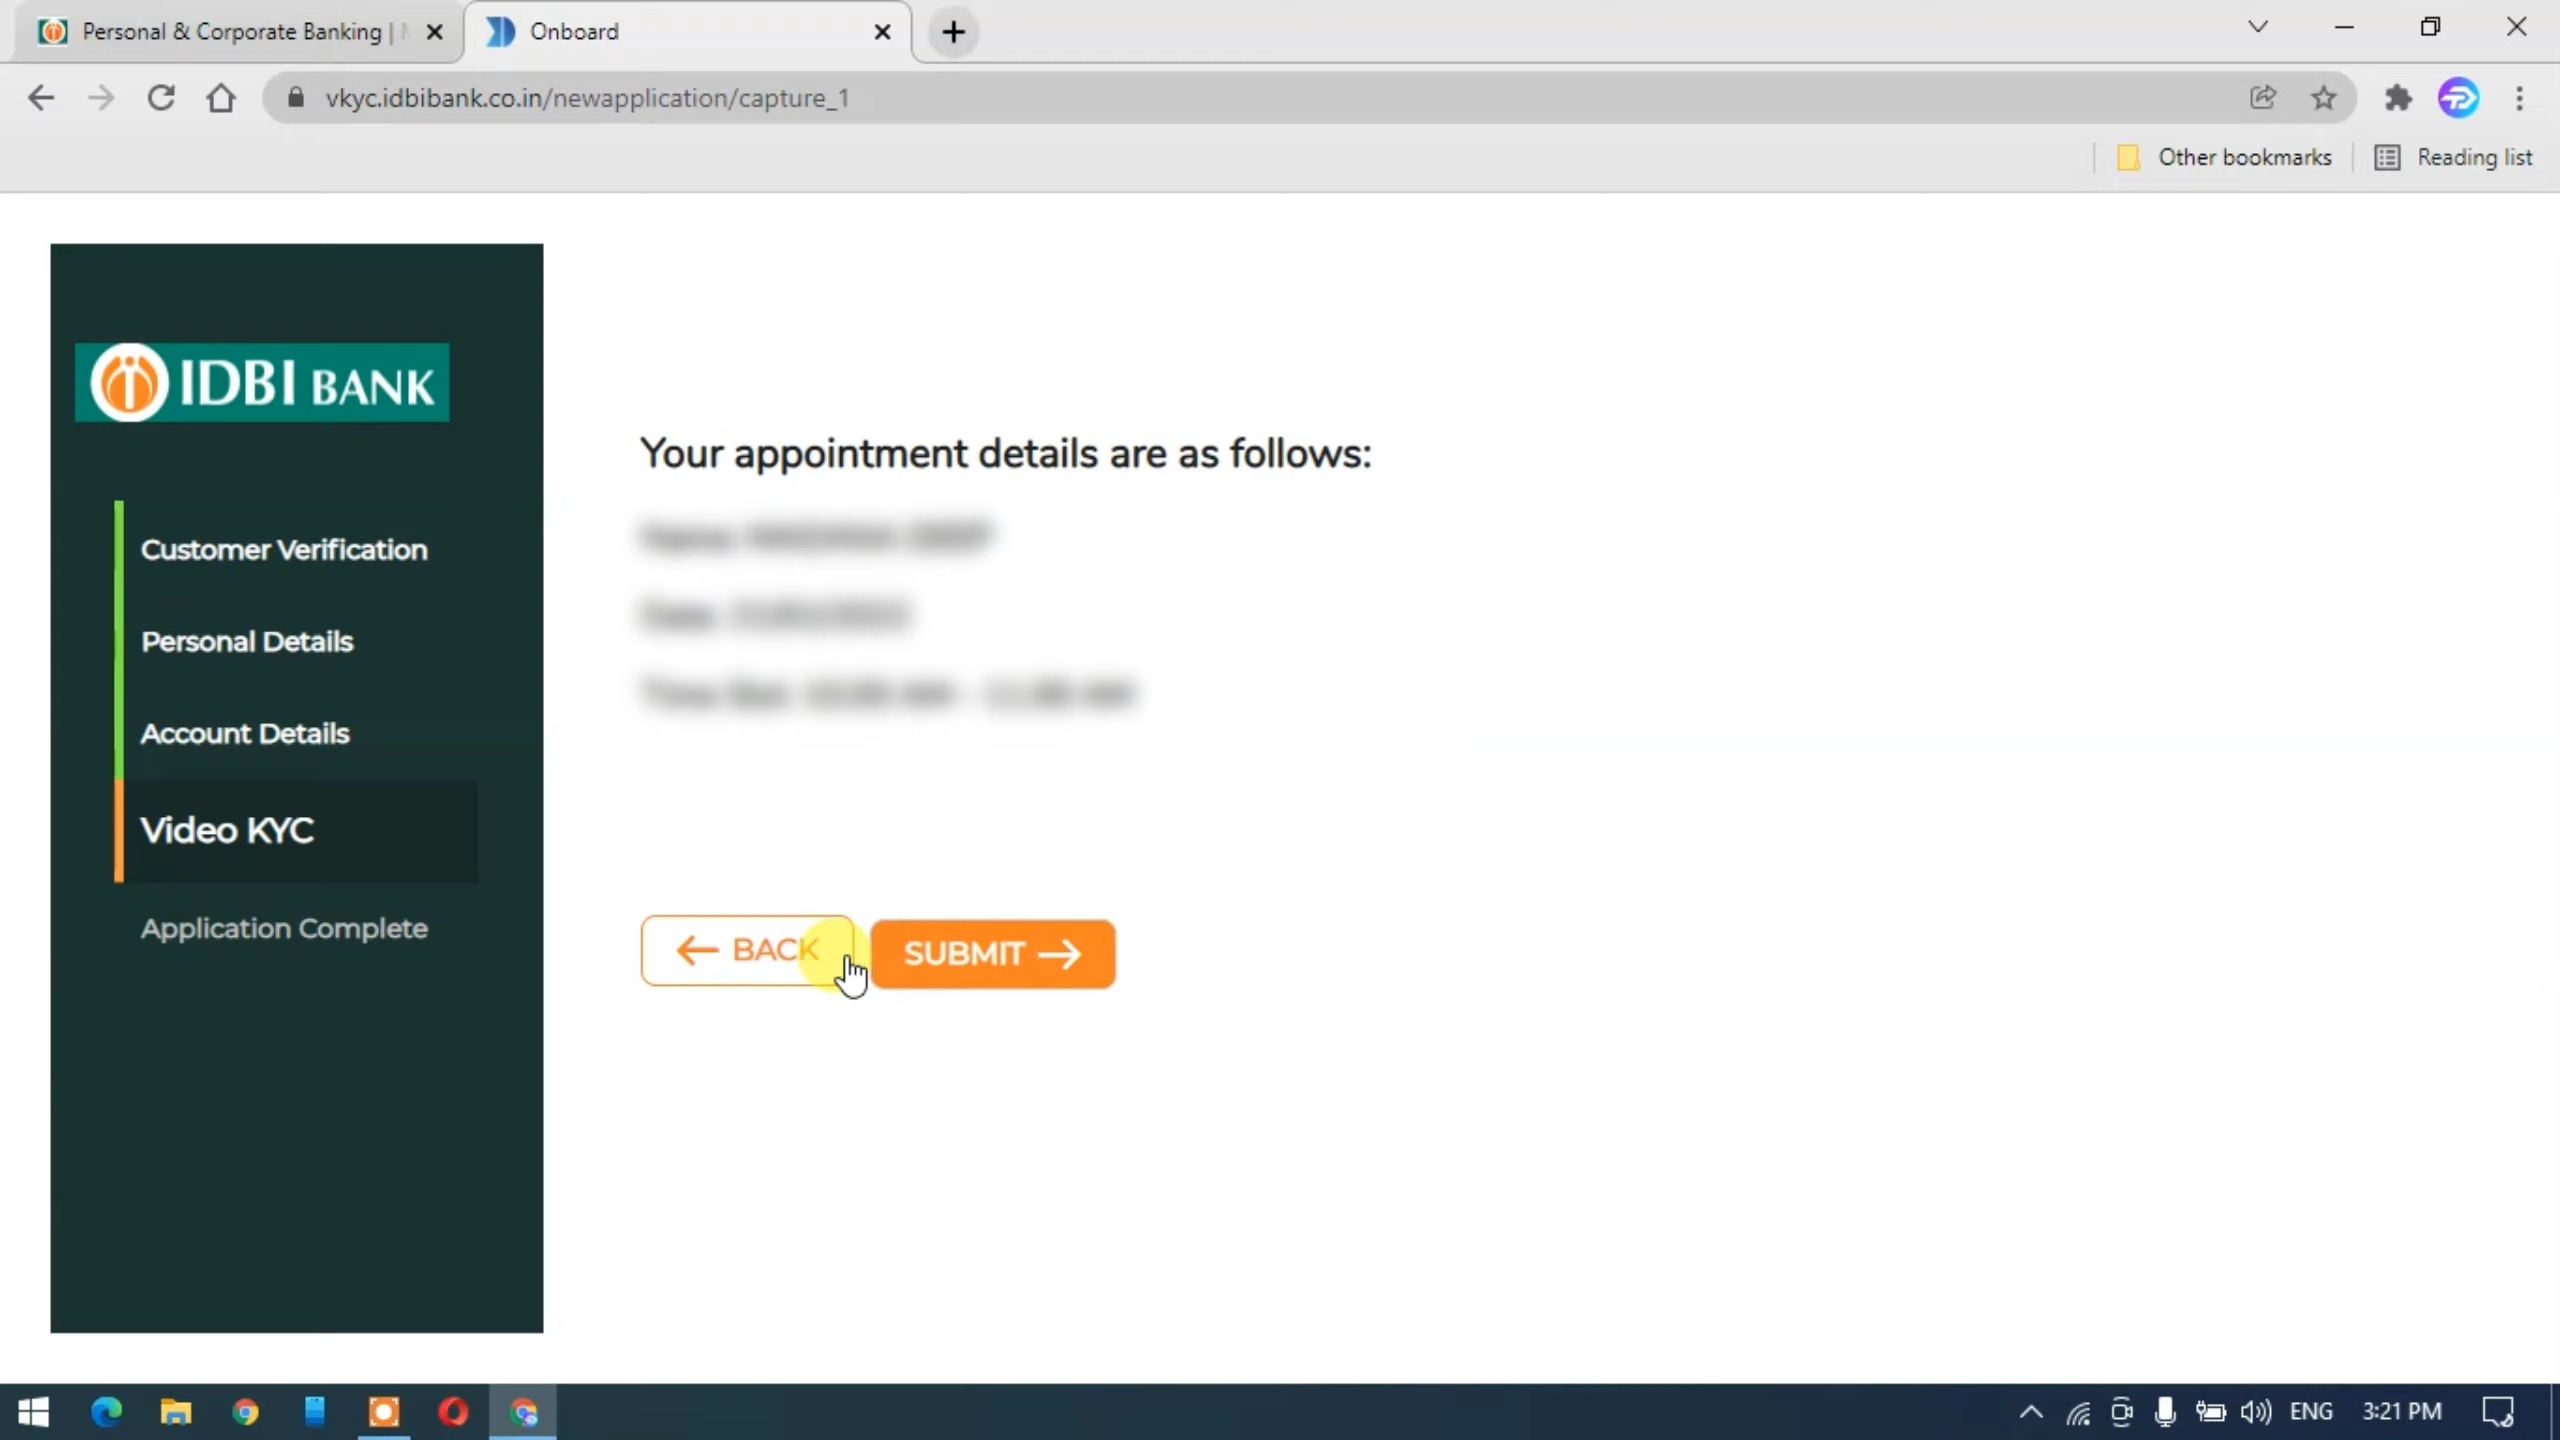 Personal & Corporate Banking |
Onboard
vkyc.idbibank.co.in/newapplication/capture_1
Other bookmarks
Reading list
IDBI BANK
Customer Verification
Personal Details
Account Details
Video KYC
Application Complete
Your appointment details are as follows:
BACK
SUBMIT
ENG
3:21 PM